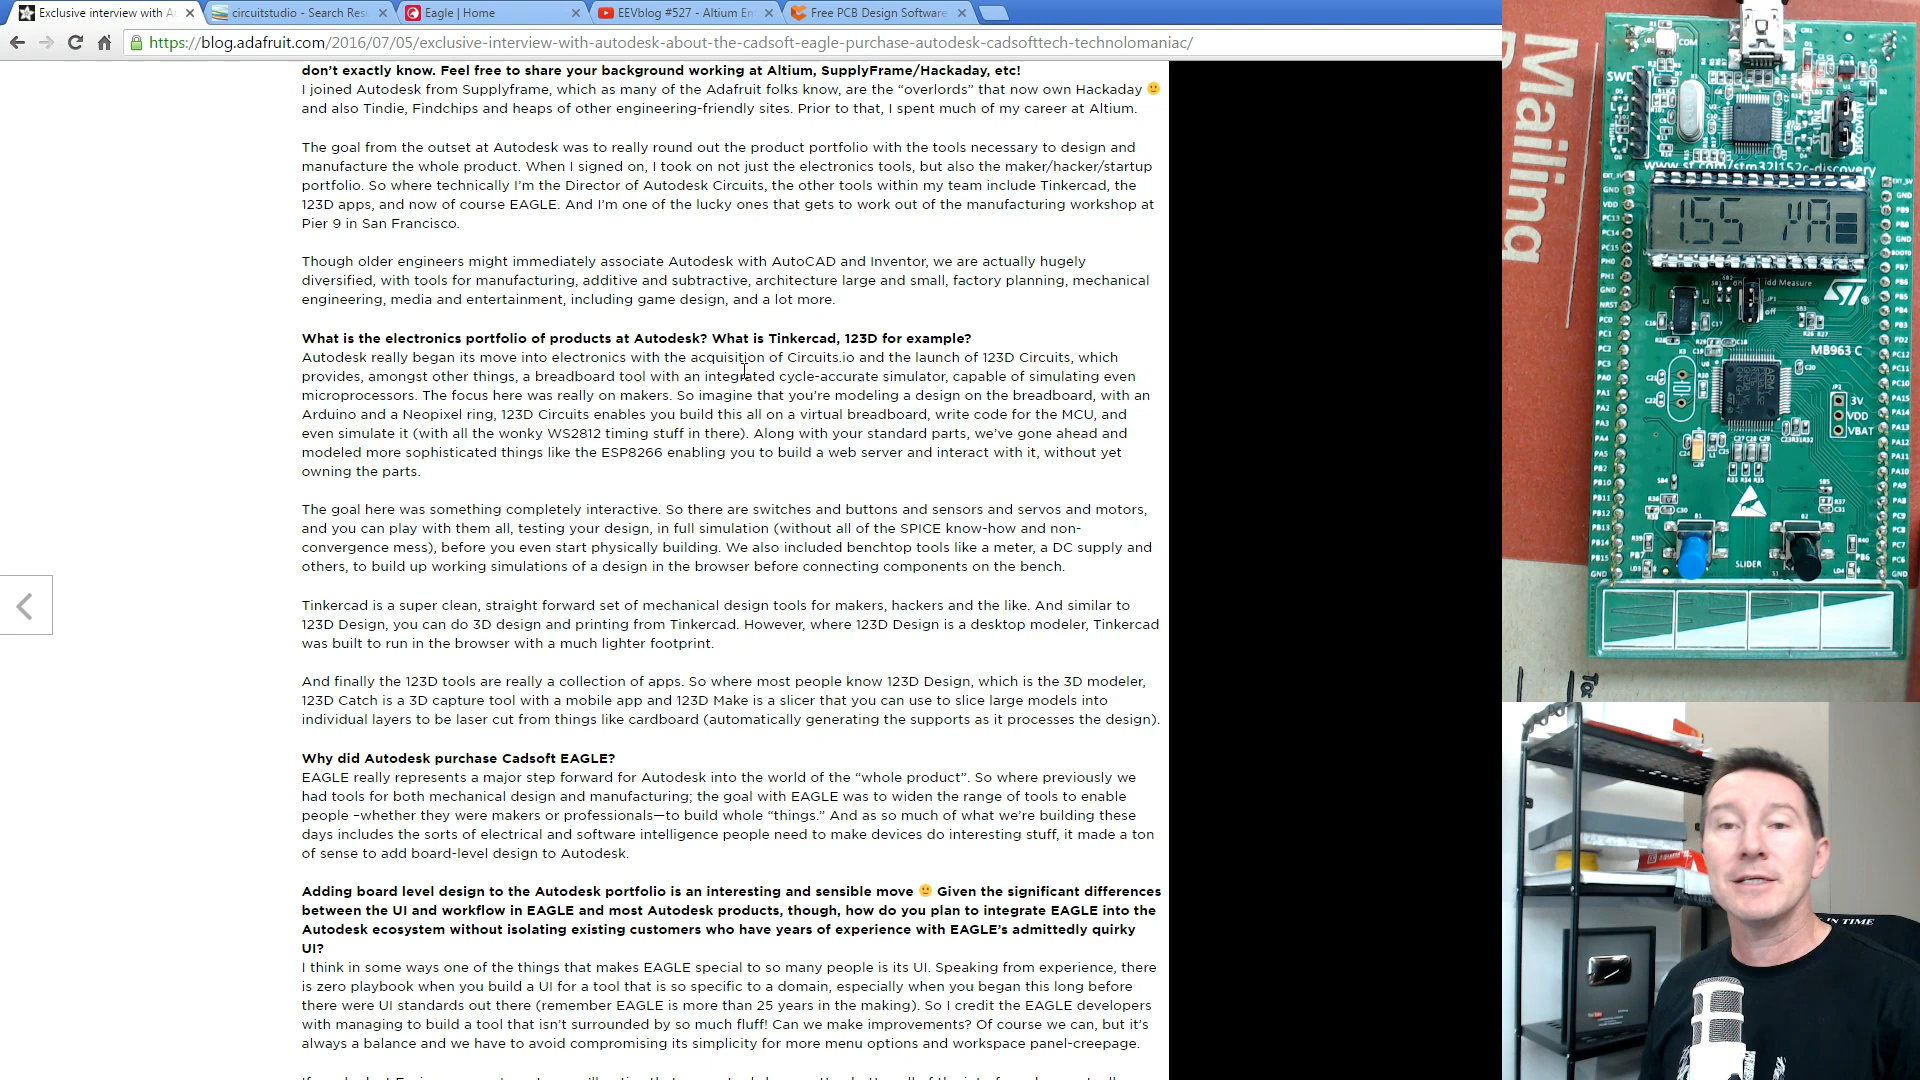 Exclusive interview with A
circuitstudio - Search Res
Eagle | Home
EEVblog #527 - Altium En
Free PCB Design Software
https://blog.adafruit.com/2016/07/05/exclusive-interview-with-autodesk-about-the-cadsoft-eagle-purchase-autodesk-cadsofttech-technolomaniac/
don’t exactly know. Feel free to share your background working at Altium, SupplyFrame/Hackaday, etc!
I joined Autodesk from Supplyframe, which as many of the Adafruit folks know, are the “overlords” that now own Hackaday 🙂
and also Tindie, Findchips and heaps of other engineering-friendly sites. Prior to that, I spent much of my career at Altium.
The goal from the outset at Autodesk was to really round out the product portfolio with the tools necessary to design and
manufacture the whole product. When I signed on, I took on not just the electronics tools, but also the maker/hacker/startup
portfolio. So where technically I’m the Director of Autodesk Circuits, the other tools within my team include Tinkercad, the
123D apps, and now of course EAGLE. And I’m one of the lucky ones that gets to work out of the manufacturing workshop at
Pier 9 in San Francisco.
Though older engineers might immediately associate Autodesk with AutoCAD and Inventor, we are actually hugely
diversified, with tools for manufacturing, additive and subtractive, architecture large and small, factory planning, mechanical
engineering, media and entertainment, including game design, and a lot more.
What is the electronics portfolio of products at Autodesk? What is Tinkercad, 123D for example?
Autodesk really began its move into electronics with the acquisition of Circuits.io and the launch of 123D Circuits, which
provides, amongst other things, a breadboard tool with an integrated cycle-accurate simulator, capable of simulating even
microprocessors. The focus here was really on makers. So imagine that you’re modeling a design on the breadboard, with an
Arduino and a Neopixel ring, 123D Circuits enables you build this all on a virtual breadboard, write code for the MCU, and
even simulate it (with all the wonky WS2812 timing stuff in there). Along with your standard parts, we’ve gone ahead and
modeled more sophisticated things like the ESP8266 enabling you to build a web server and interact with it, without yet
owning the parts.
The goal here was something completely interactive. So there are switches and buttons and sensors and servos and motors,
and you can play with them all, testing your design, in full simulation (without all of the SPICE know-how and non-
convergence mess), before you even start physically building. We also included benchtop tools like a meter, a DC supply and
others, to build up working simulations of a design in the browser before connecting components on the bench.
Tinkercad is a super clean, straight forward set of mechanical design tools for makers, hackers and the like. And similar to
123D Design, you can do 3D design and printing from Tinkercad. However, where 123D Design is a desktop modeler, Tinkercad
was built to run in the browser with a much lighter footprint.
And finally the 123D tools are really a collection of apps. So where most people know 123D Design, which is the 3D modeler,
123D Catch is a 3D capture tool with a mobile app and 123D Make is a slicer that you can use to slice large models into
individual layers to be laser cut from things like cardboard (automatically generating the supports as it processes the design).
Why did Autodesk purchase Cadsoft EAGLE?
EAGLE really represents a major step forward for Autodesk into the world of the “whole product”. So where previously we
had tools for both mechanical design and manufacturing; the goal with EAGLE was to widen the range of tools to enable
people –whether they were makers or professionals—to build whole “things.” And as so much of what we’re building these
days includes the sorts of electrical and software intelligence people need to make devices do interesting stuff, it made a ton
of sense to add board-level design to Autodesk.
Adding board level design to the Autodesk portfolio is an interesting and sensible move 🙂 Given the significant differences
between the UI and workflow in EAGLE and most Autodesk products, though, how do you plan to integrate EAGLE into the
Autodesk ecosystem without isolating existing customers who have years of experience with EAGLE’s admittedly quirky
UI?
I think in some ways one of the things that makes EAGLE special to so many people is its UI. Speaking from experience, there
is zero playbook when you build a UI for a tool that is so specific to a domain, especially when you began this long before
there were UI standards out there (remember EAGLE is more than 25 years in the making). So I credit the EAGLE developers
with managing to build a tool that isn’t surrounded by so much fluff! Can we make improvements? Of course we can, but it’s
always a balance and we have to avoid compromising its simplicity for more menu options and workspace panel-creepage.
Mailing
COM
SWD
ST-LINK
DISCOVERY
www.st.com/stm32l152c-discovery
1.55 µA
Idd Measure
off
ST
MB963 C
ARM
3V
VDD
VBAT
B1
B2
SLIDER
IN TIME
To: